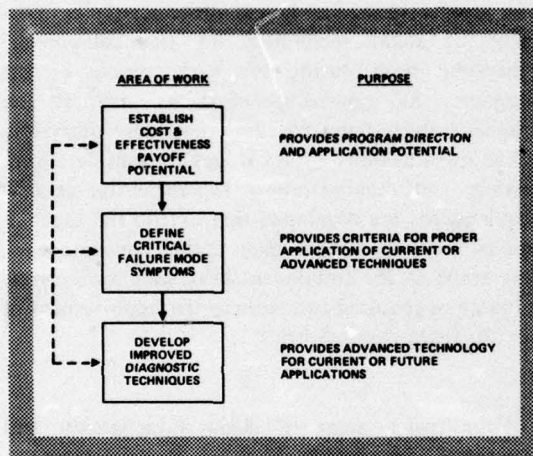 AREA OF WORK
PURPOSE
ESTABLISH
COST &
EFFECTIVENESS
PAYOFF
POTENTIAL
PROVIDES PROGRAM DIRECTION
AND APPLICATION POTENTIAL
DEFINE
CRITICAL
FAILURE MODE
SYMPTOMS
PROVIDES CRITERIA FOR PROPER
APPLICATION OF CURRENT OR
ADVANCED TECHNIQUES
DEVELOP
IMPROVED
DIAGNOSTIC
TECHNIQUES
PROVIDES ADVANCED TECHNOLOGY
FOR CURRENT OR FUTURE
APPLICATIONS